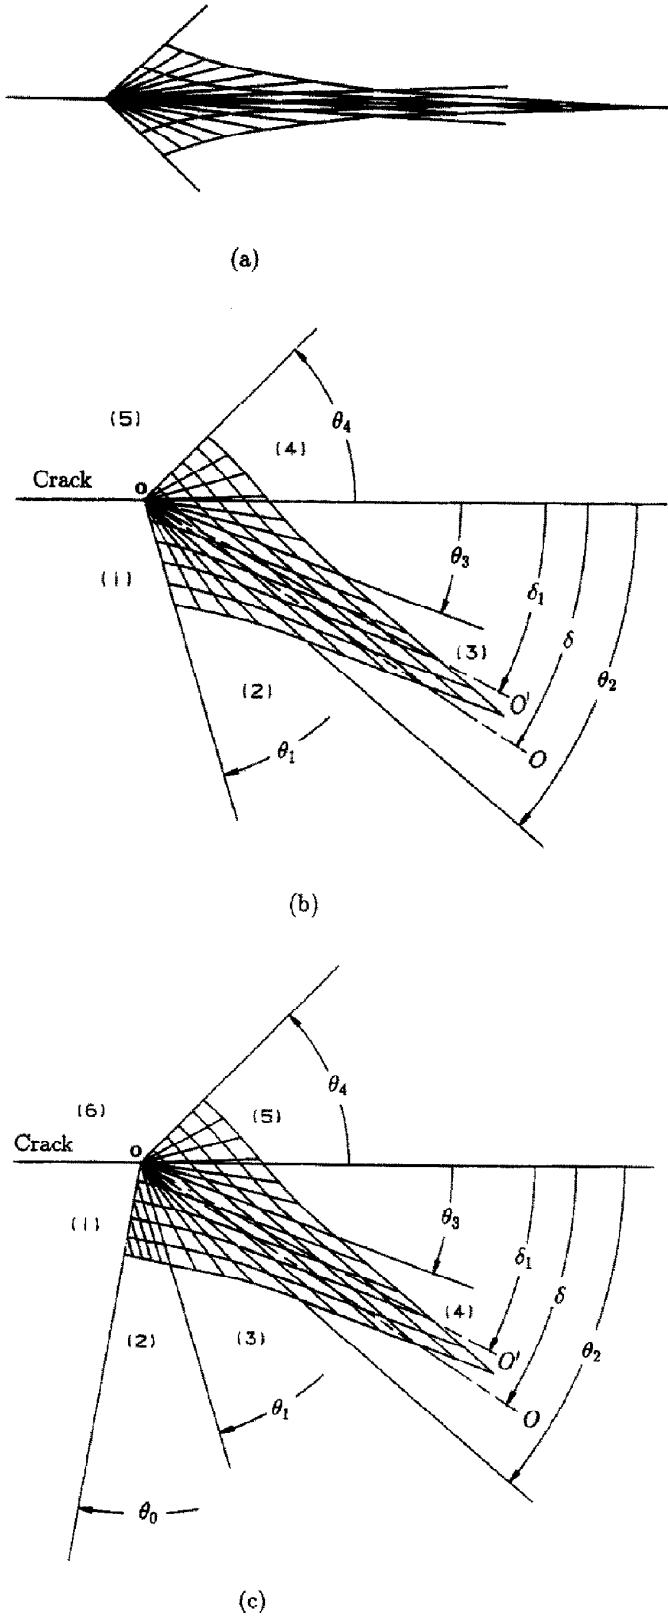 (a)
(5)
θ₄
(4)
Crack
o
θ₃
(1)
δ₁
(3)
δ
θ₂
(2)
O'
θ₁
O
(b)
θ₄
(6)
(5)
Crack
o
θ₃
(1)
δ₁
δ
(4)
θ₂
(2)
(3)
O'
θ₁
O
θ₀
(c)